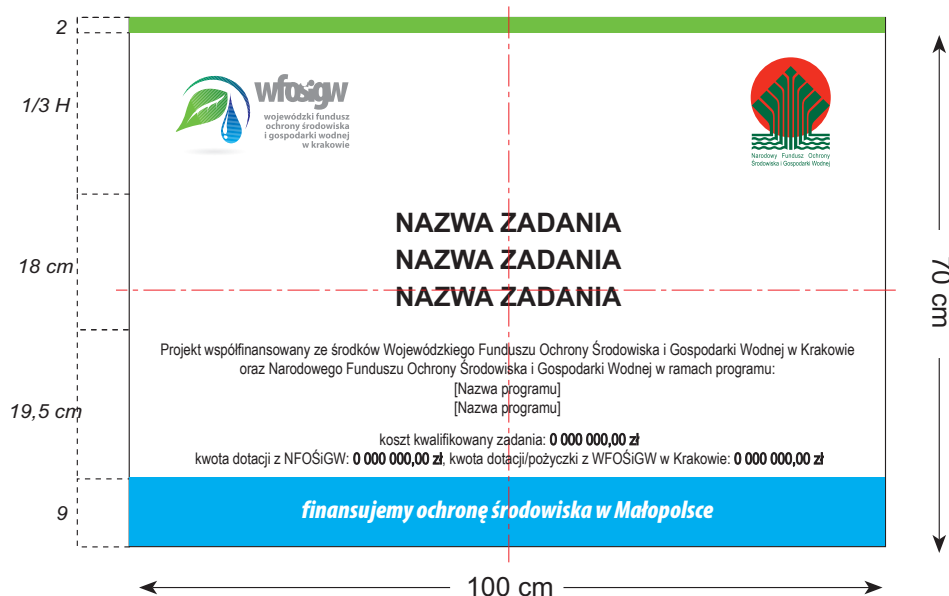 2
1/3 H
18 cm
19,5 cm
9
wfośigw
wojewódzki fundusz
ochrony środowiska
i gospodarki wodnej
w krakowie
Narodowy Fundusz Ochrony
Środowiska i Gospodarki Wodnej
NAZWA ZADANIA
NAZWA ZADANIA
NAZWA ZADANIA
Projekt współfinansowany ze środków Wojewódzkiego Funduszu Ochrony Środowiska i Gospodarki Wodnej w Krakowie
oraz Narodowego Funduszu Ochrony Środowiska i Gospodarki Wodnej w ramach programu:
[Nazwa programu]
[Nazwa programu]
koszt kwalifikowany zadania: 0 000 000,00 zł
kwota dotacji z NFOŚiGW: 0 000 000,00 zł, kwota dotacji/pożyczki z WFOŚiGW w Krakowie: 0 000 000,00 zł
finansujemy ochronę środowiska w Małopolsce
70 cm
100 cm